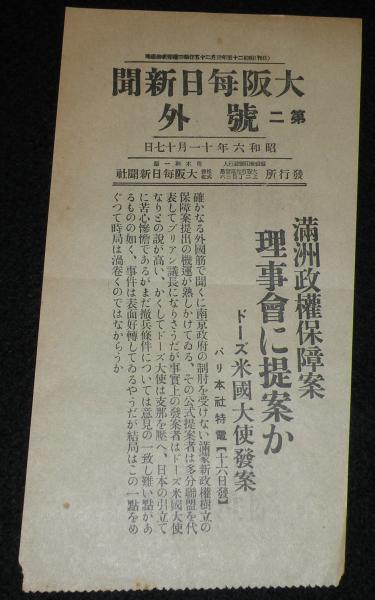 大阪每日新聞
第二號外
昭和六年十一月十七日
發行所
株式會社
大阪每日新聞社
滿洲政權保障案
理事會に提案か
ドーズ米國大使發案
パリ本社特電【十六日發】
確かなる外國筋で聞くに南京政府の制肘を受けない滿蒙新政權樹立の
保障案提出の機運が熟しかけてゐる、その公式提案者は多分聯盟を代
表してブリアン議長になりさうだが事實上の發案者はドーズ米國大使
なりとの說が高い、かくしてドーズ大使は支那を壓へ、日本の引立て
に苦心慘憺であるがまだ撤兵條件については意見の一致し難い點があ
るものの如く、事件は表面好轉してゐるやうだが結局はこの一點をめ
ぐつて時局は渦卷くのではなからうか